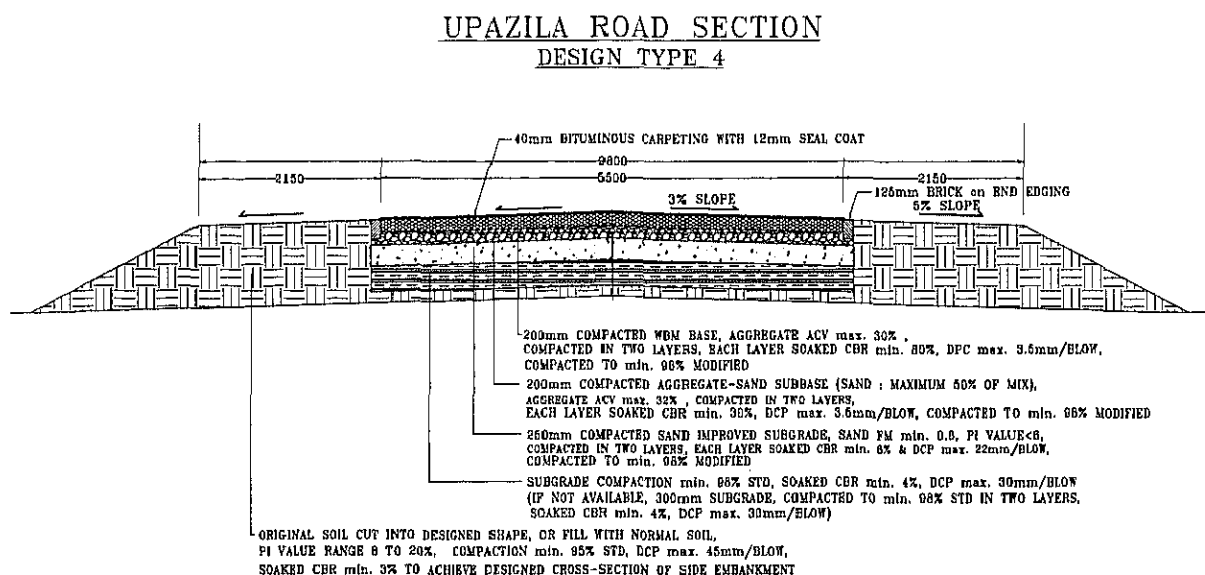 UPAZILA ROAD SECTION
DESIGN TYPE 4
40mm BITUMINOUS CARPETING WITH 12mm SEAL COAT
9800
2150 5500 2150
125mm BRICK on END EDGING
3% SLOPE 5% SLOPE
200mm COMPACTED WBM BASE, AGGREGATE ACV max. 30% ,
COMPACTED IN TWO LAYERS, EACH LAYER SOAKED CBR min. 80%, DPC max. 3.5mm/BLOW,
COMPACTED TO min. 98% MODIFIED
200mm COMPACTED AGGREGATE-SAND SUBBASE (SAND : MAXIMUM 50% OF MIX),
AGGREGATE ACV max. 32% , COMPACTED IN TWO LAYERS,
EACH LAYER SOAKED CBR min. 30%, DCP max. 3.5mm/BLOW, COMPACTED TO min. 98% MODIFIED
250mm COMPACTED SAND IMPROVED SUBGRADE, SAND FM min. 0.8, PI VALUE<6,
COMPACTED IN TWO LAYERS, EACH LAYER SOAKED CBR min. 8% & DCP max. 22mm/BLOW,
COMPACTED TO min. 98% MODIFIED
SUBGRADE COMPACTION min. 98% STD, SOAKED CBR min. 4%, DCP max. 30mm/BLOW
(IF NOT AVAILABLE, 300mm SUBGRADE, COMPACTED TO min. 98% STD IN TWO LAYERS,
SOAKED CBR min. 4%, DCP max. 30mm/BLOW)
ORIGINAL SOIL CUT INTO DESIGNED SHAPE, OR FILL WITH NORMAL SOIL,
PI VALUE RANGE 8 TO 20%, COMPACTION min. 95% STD, DCP max. 45mm/BLOW,
SOAKED CBR min. 3% TO ACHIEVE DESIGNED CROSS-SECTION OF SIDE EMBANKMENT